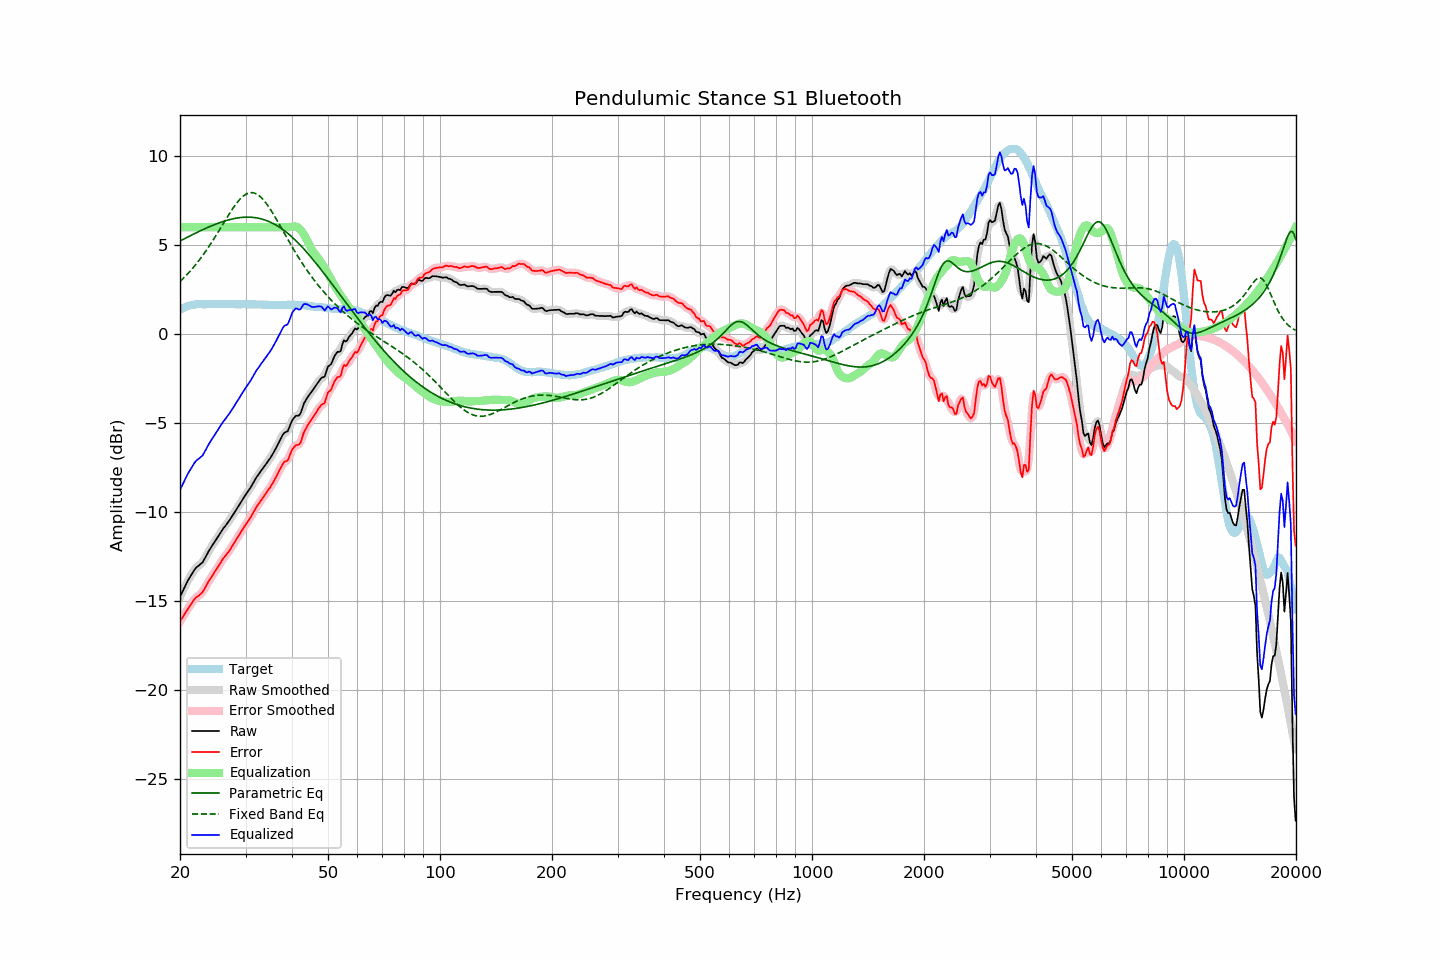 Pendulumic Stance S1 Bluetooth
10
5
0
−5
−10
−15
−20
−25
Amplitude (dBr)
Target
Raw Smoothed
Error Smoothed
Raw
Error
Equalization
Parametric Eq
Fixed Band Eq
Equalized
20 50 100 200 500 1000 2000 5000 10000 20000
Frequency (Hz)